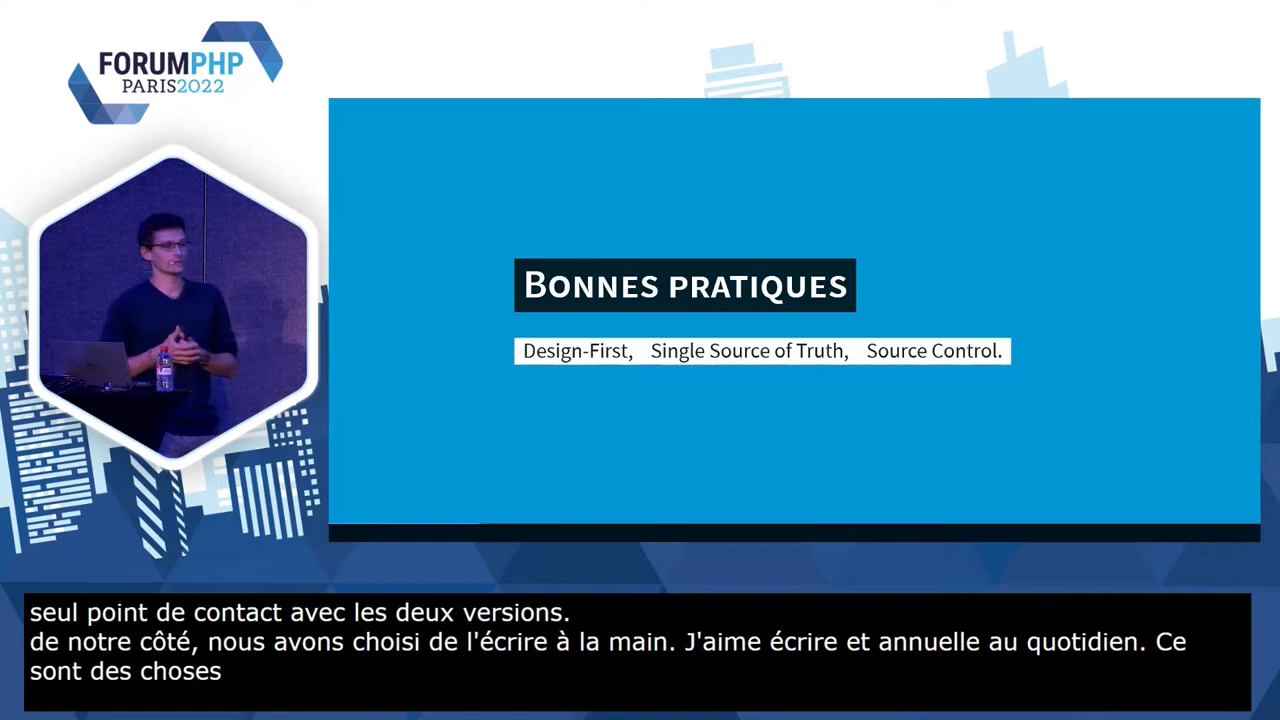 FORUMPHP
PARIS2022
BONNES PRATIQUES
Design-First, Single Source of Truth, Source Control.
seul point de contact avec les deux versions.
de notre côté, nous avons choisi de l'écrire à la main. J'aime écrire et annuelle au quotidien. Ce
sont des choses